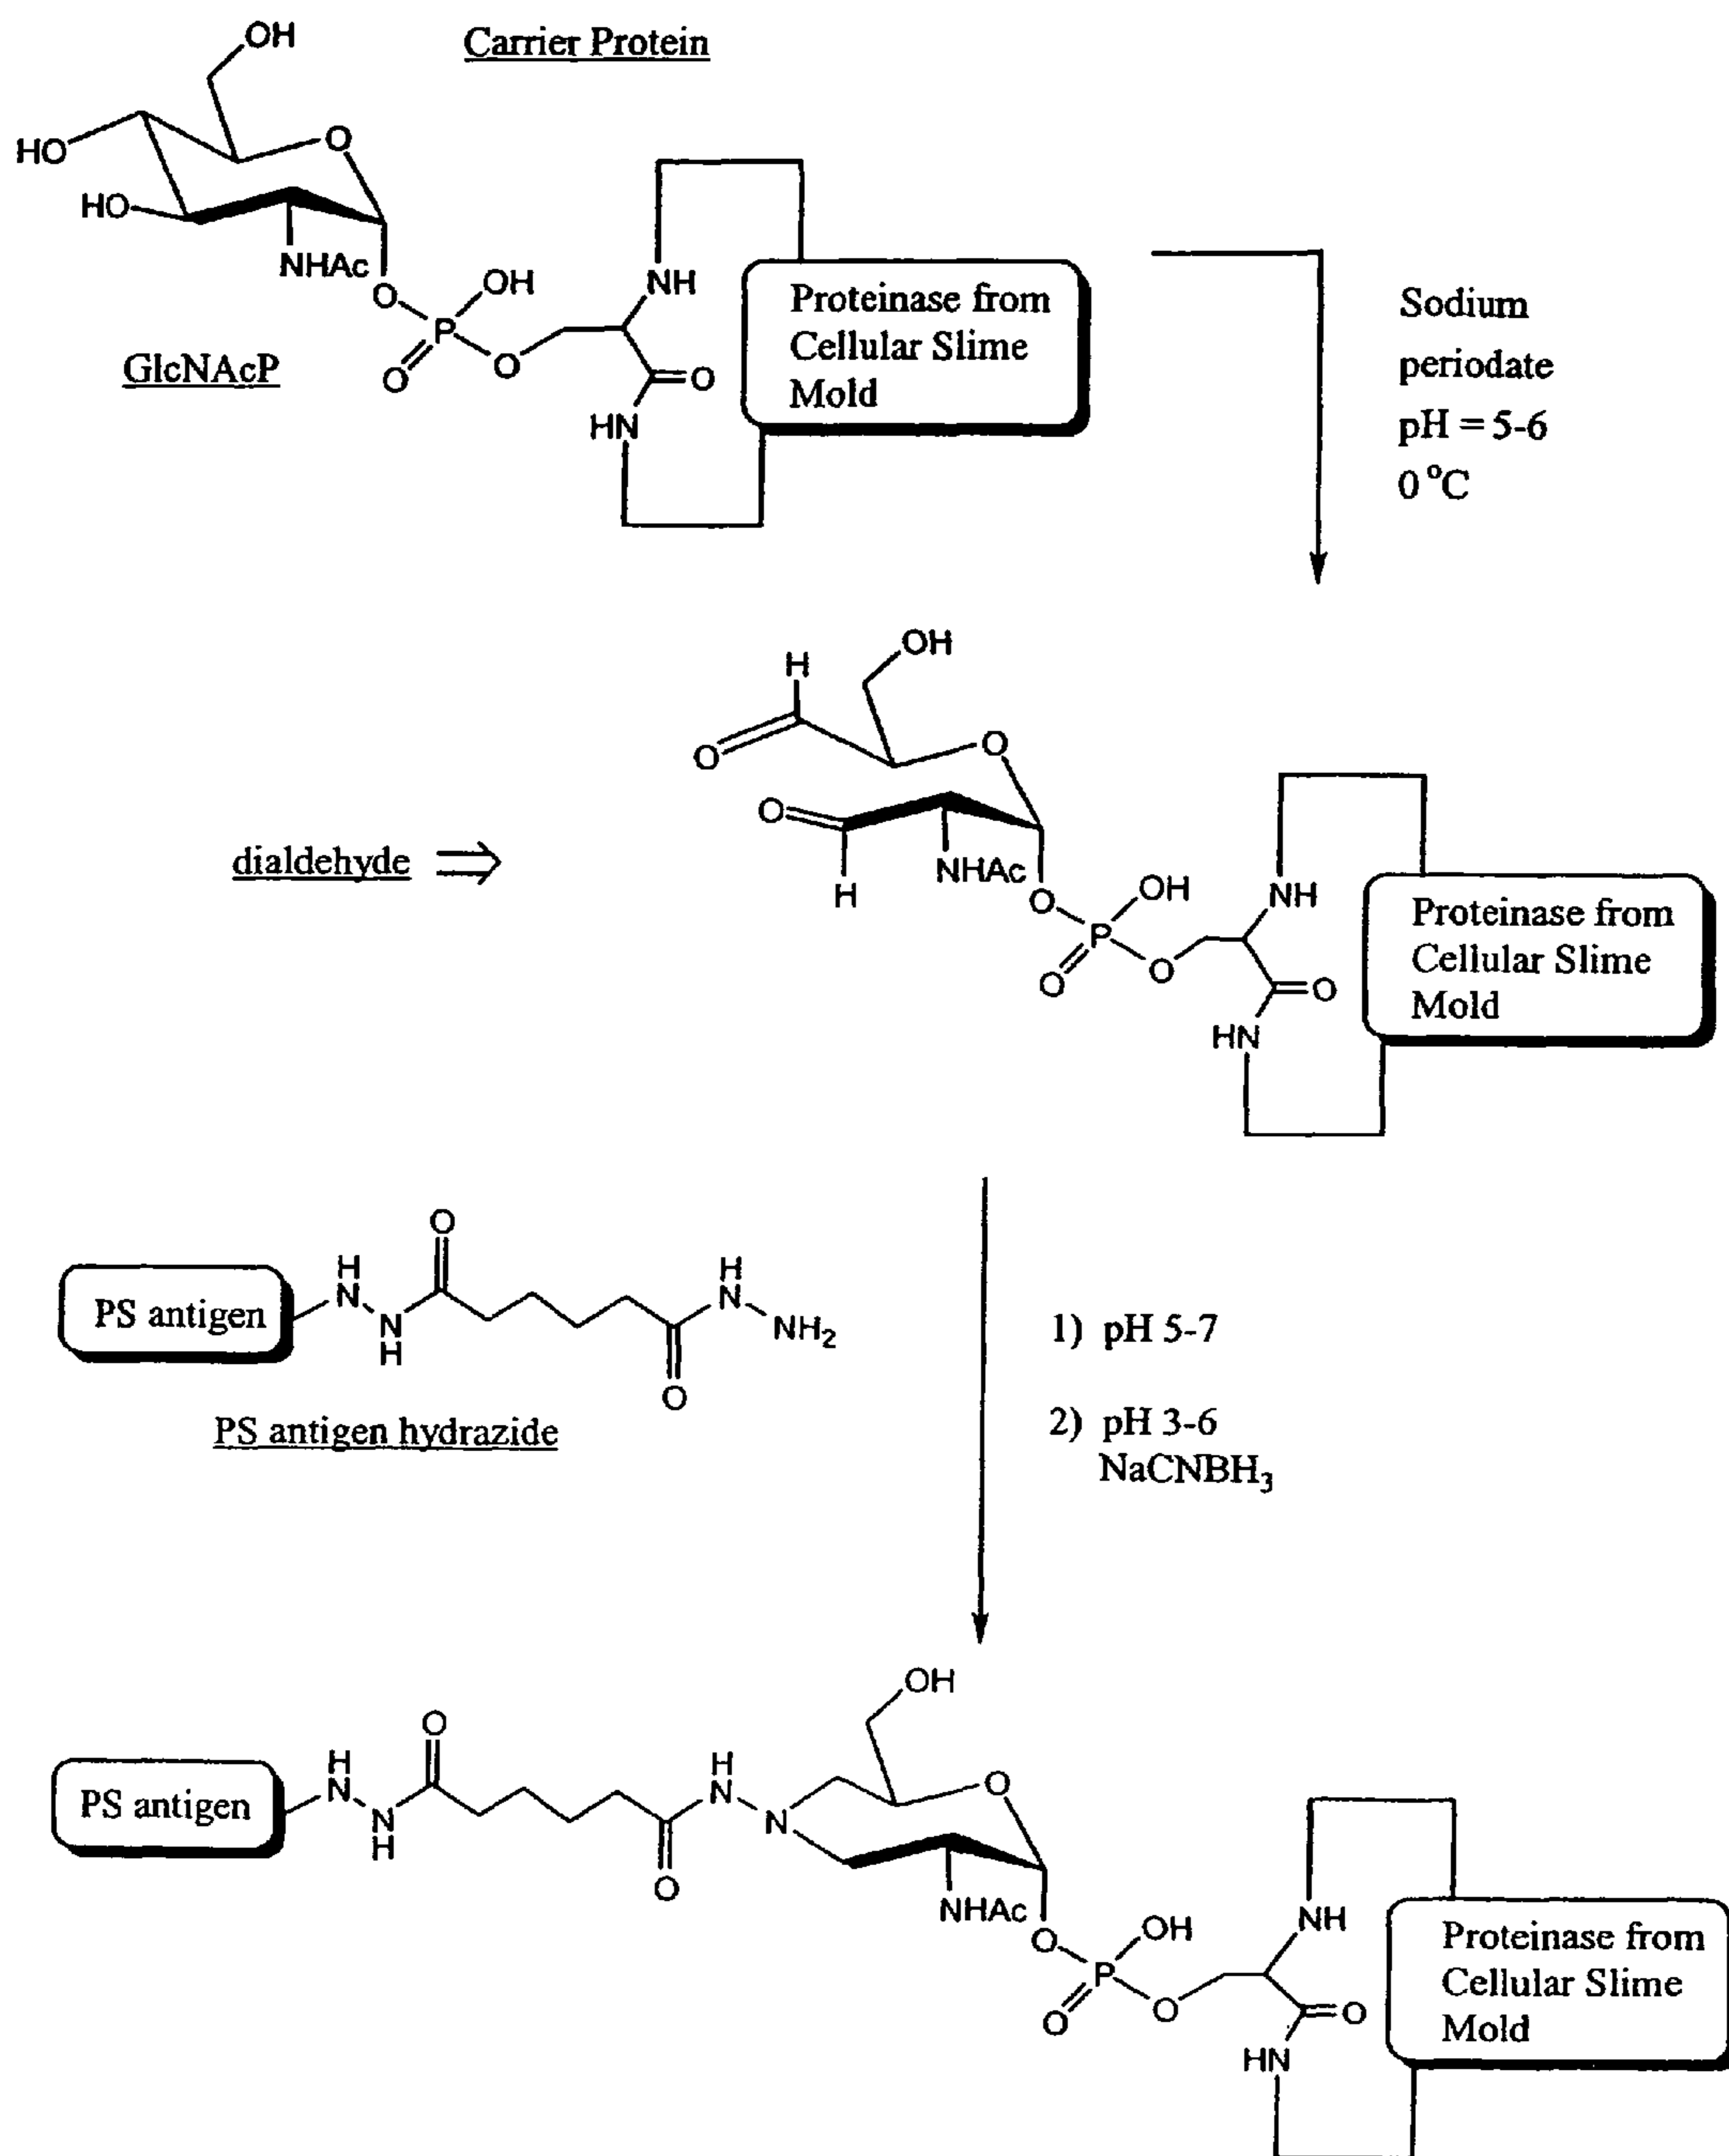 Carrier Protein
OH
HO
O
HO
NHAc
O
OH
P
O
O
NH
O
HN
GlcNAcP
Proteinase from
Cellular Slime
Mold
Sodium
periodate
pH = 5-6
0 °C
OH
H
O
O
O
H
NHAc
O
OH
P
O
O
NH
O
HN
dialdehyde
Proteinase from
Cellular Slime
Mold
PS antigen
H
N
N
H
O
O
H
N
NH2
PS antigen hydrazide
1) pH 5-7
2) pH 3-6
NaCNBH3
PS antigen
H
N
N
H
O
O
H
N
N
OH
O
NHAc
O
OH
P
O
O
NH
O
HN
Proteinase from
Cellular Slime
Mold